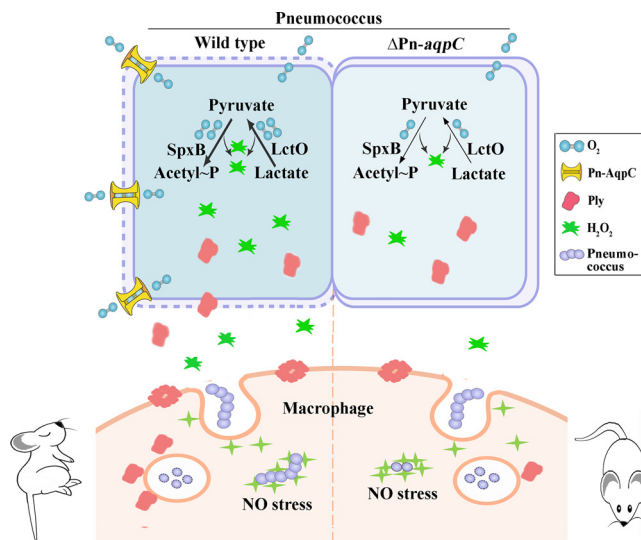 Pneumococcus
Wild type
ΔPn-aqpC
Pyruvate
SpxB
LctO
Acetyl~P
Lactate
Pyruvate
SpxB
LctO
Acetyl~P
Lactate
O₂
Pn-AqpC
Ply
H₂O₂
Pneumo-
coccus
Macrophage
NO stress
NO stress